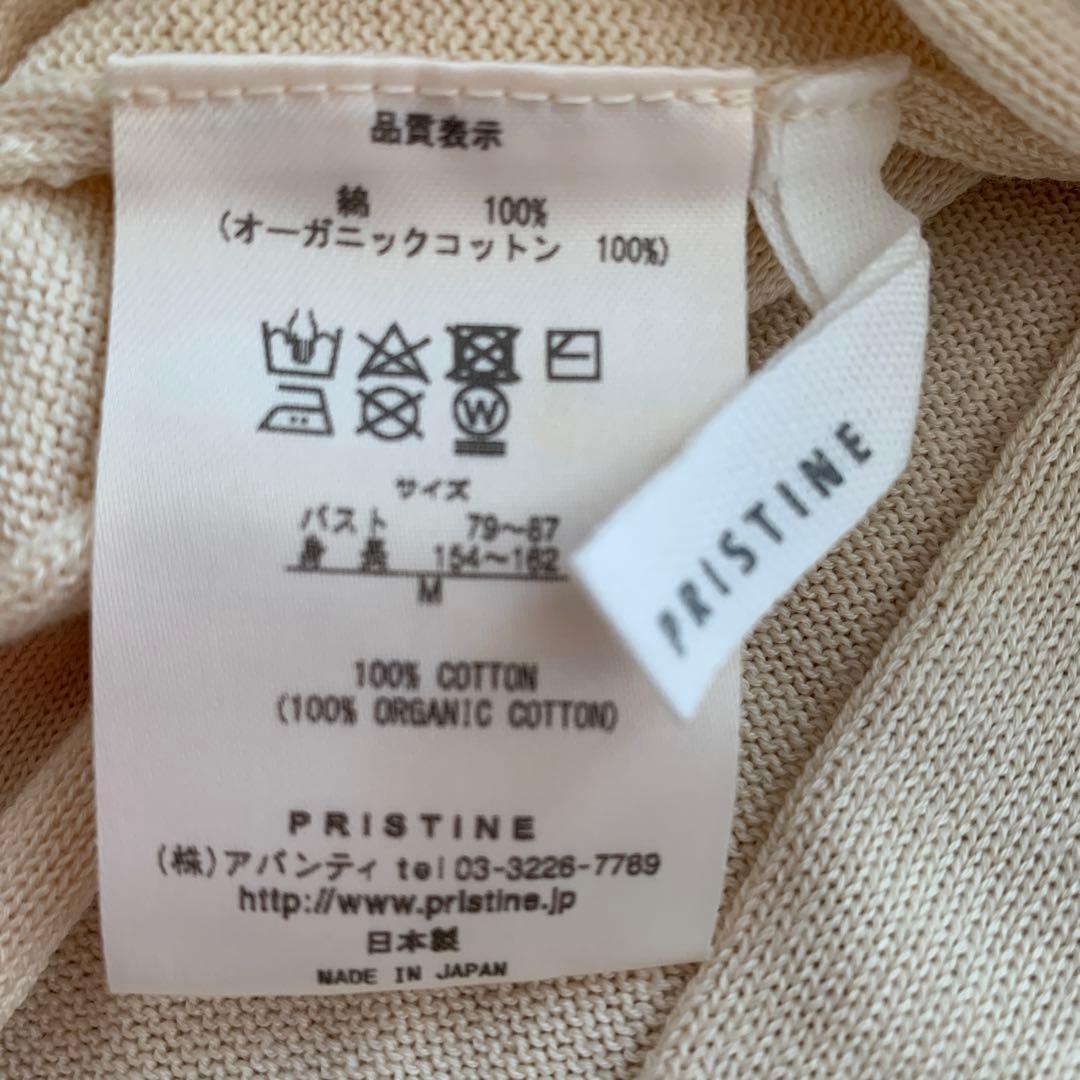 品質表示
綿 100%
(オーガニックコットン 100%)
W
サイズ
バスト 79～87
身長 154～162
M
100% COTTON
(100% ORGANIC COTTON)
PRISTINE
(株)アバンティ tel 03-3226-7789
http://www.pristine.jp
日本製
MADE IN JAPAN
PRISTINE